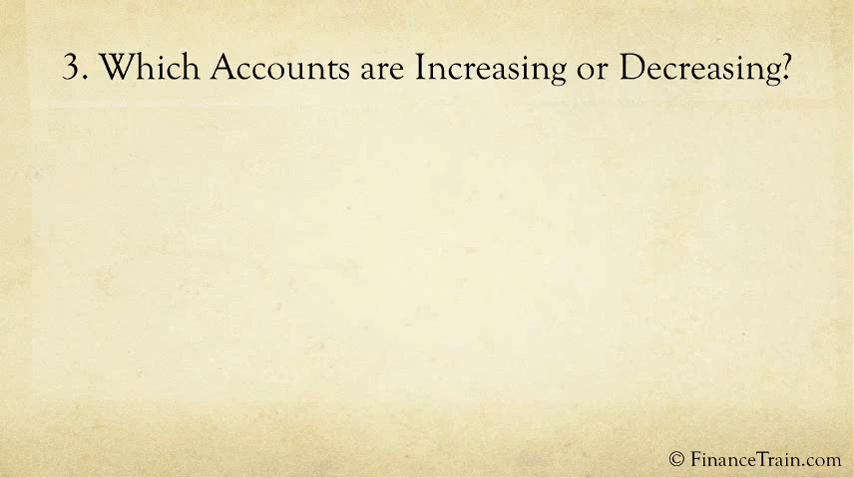 3. Which Accounts are Increasing or Decreasing?
© FinanceTrain.com